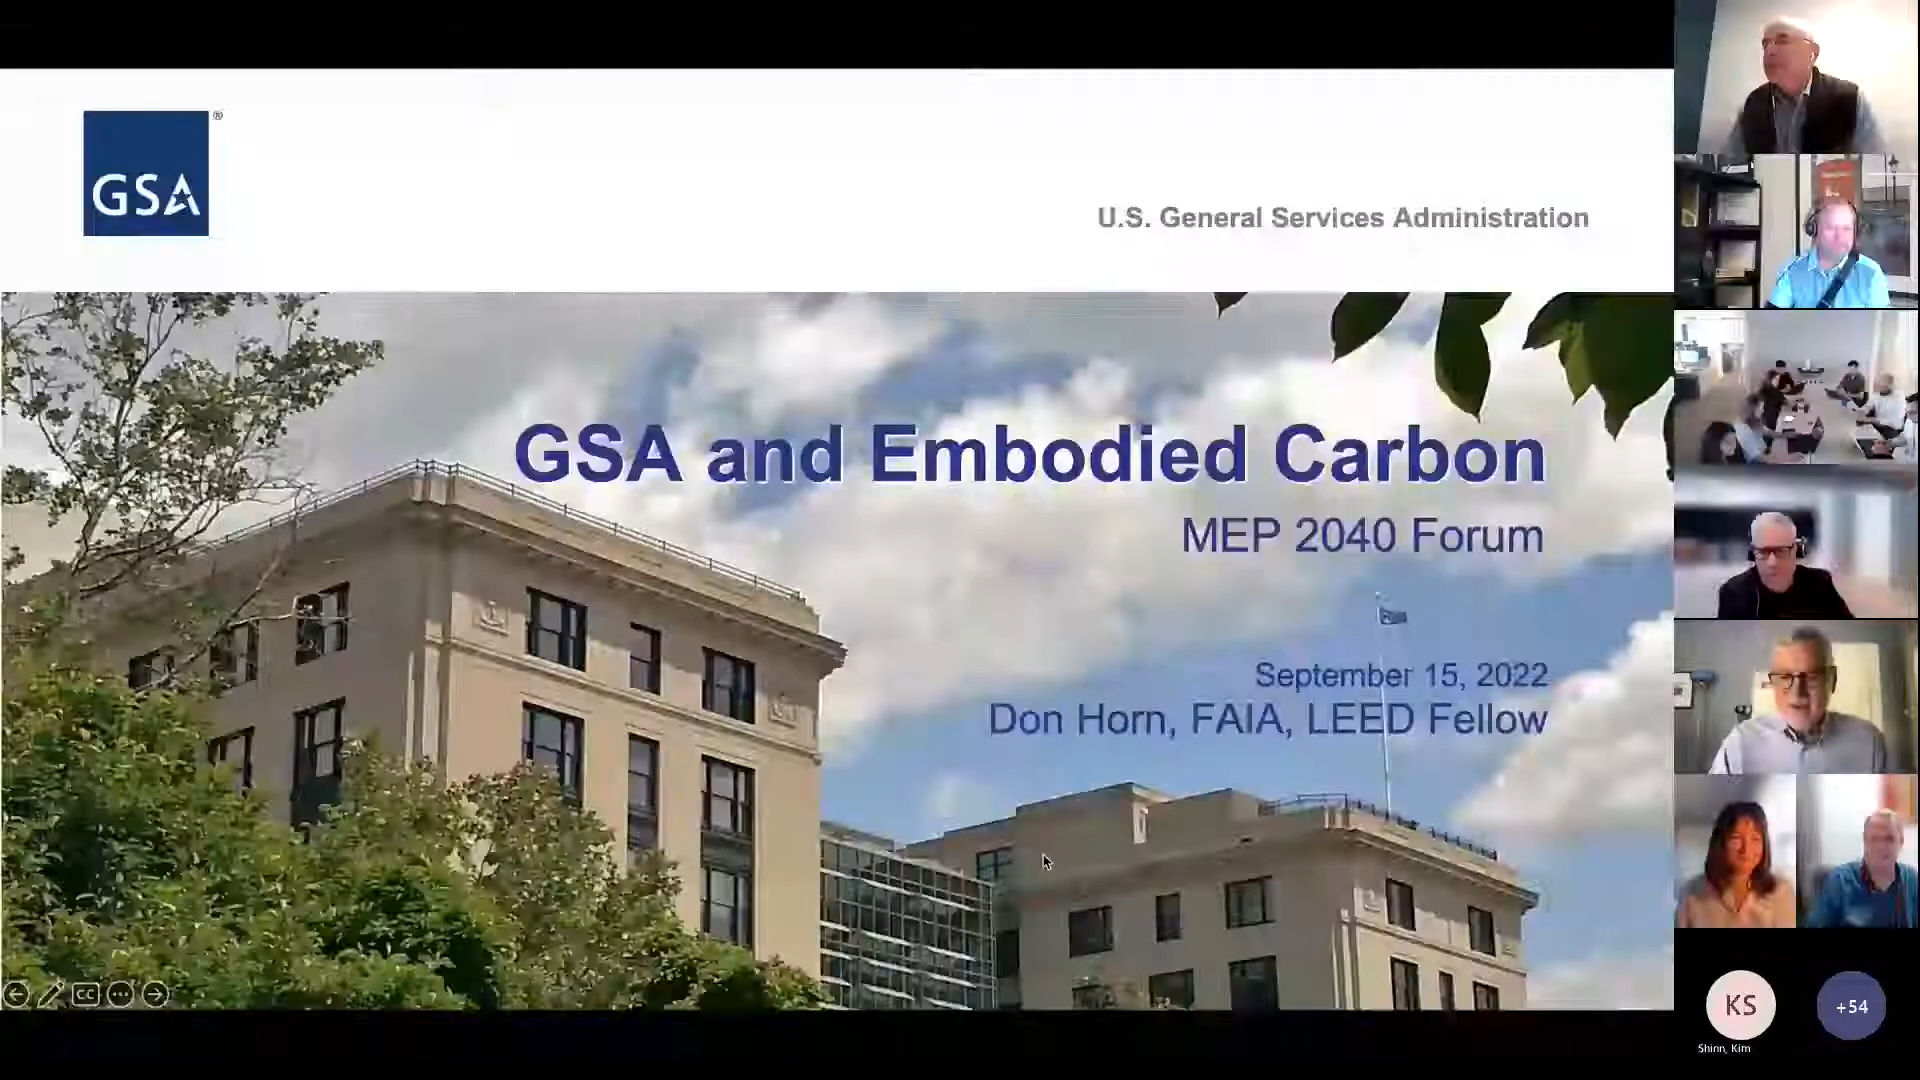 GSA
®
U.S. General Services Administration
GSA and Embodied Carbon
MEP 2040 Forum
September 15, 2022
Don Horn, FAIA, LEED Fellow
CC
KS
+54
Shinn, Kim